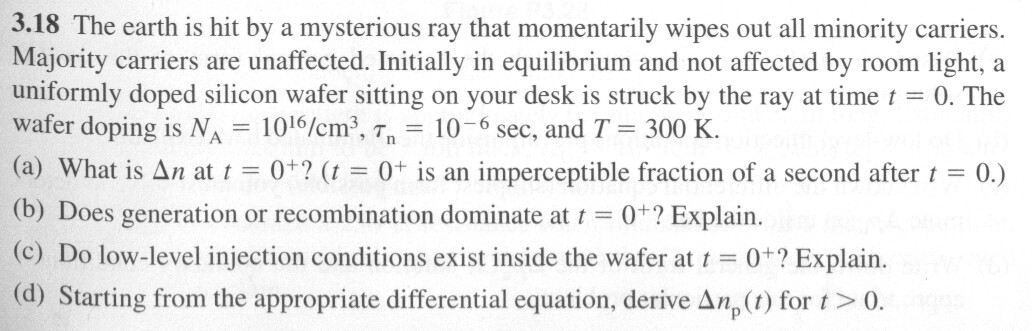 3.18 The earth is hit by a mysterious ray that momentarily wipes out all minority carriers.
Majority carriers are unaffected. Initially in equilibrium and not affected by room light, a
uniformly doped silicon wafer sitting on your desk is struck by the ray at time t = 0. The
wafer doping is N_A = 10^16/cm^3, τ_n = 10^−6 sec, and T = 300 K.
(a) What is Δn at t = 0^+? (t = 0^+ is an imperceptible fraction of a second after t = 0.)
(b) Does generation or recombination dominate at t = 0^+? Explain.
(c) Do low-level injection conditions exist inside the wafer at t = 0^+? Explain.
(d) Starting from the appropriate differential equation, derive Δn_p(t) for t > 0.